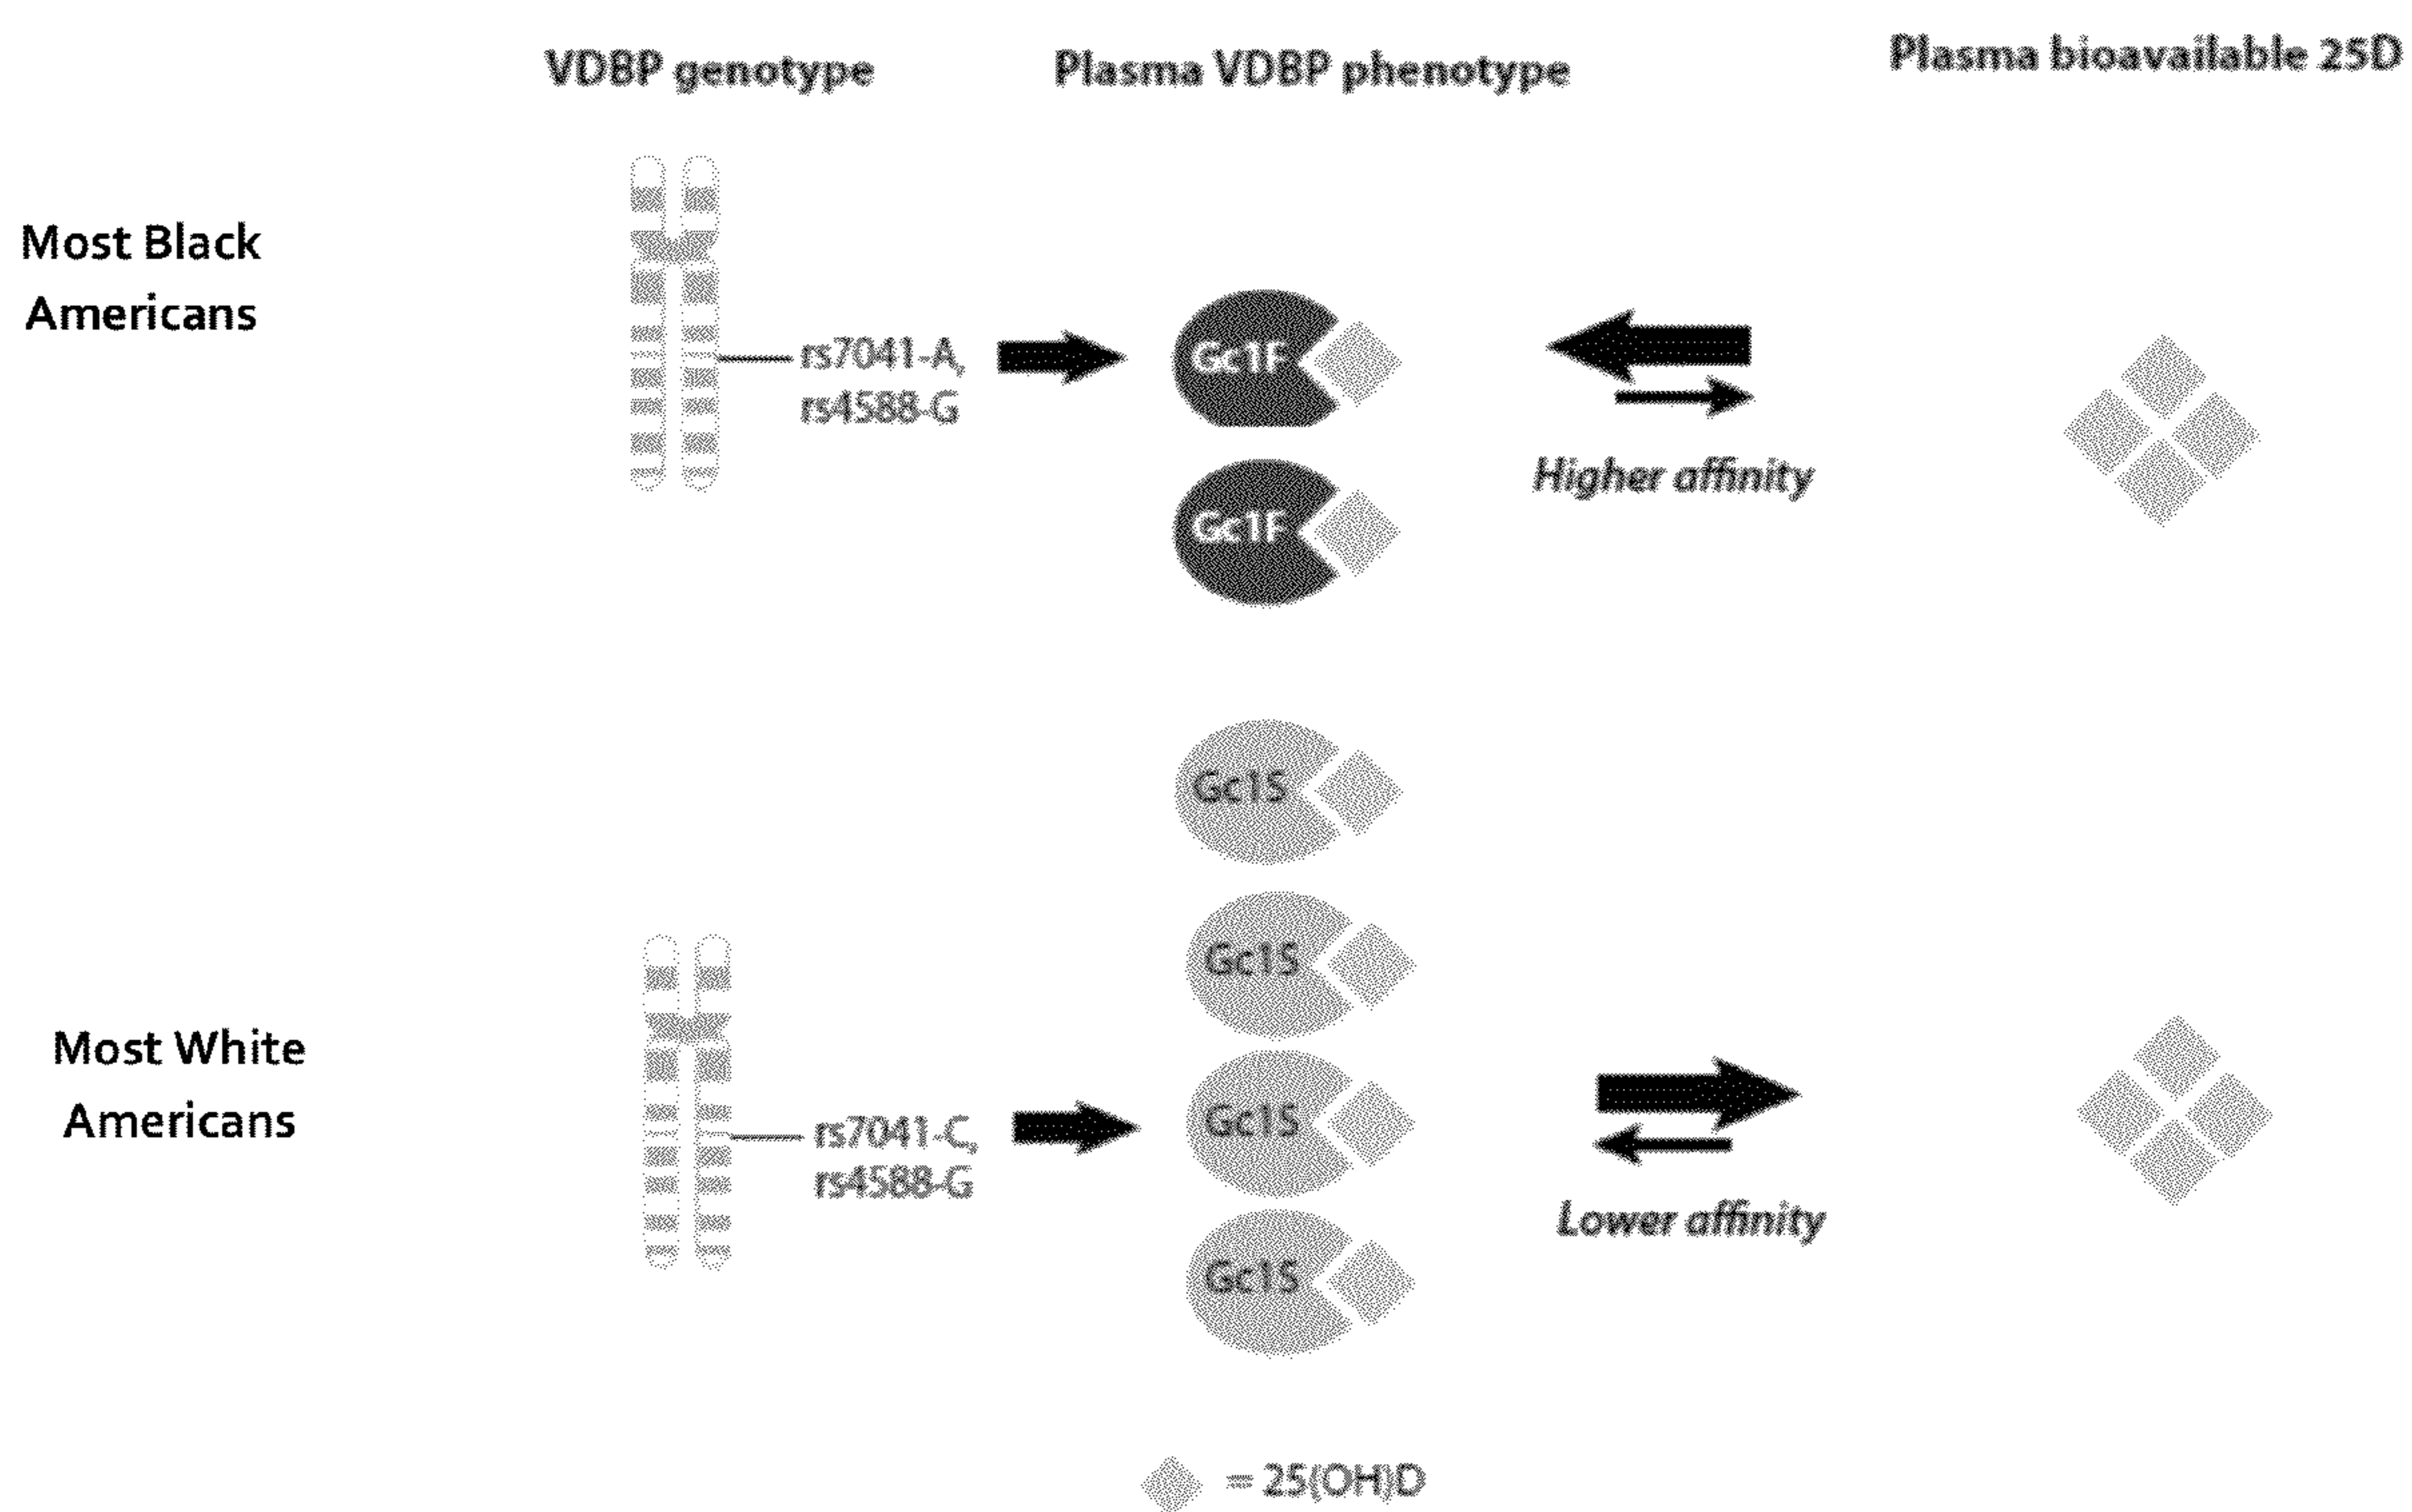 VDBP genotype
Plasma VDBP phenotype
Plasma bioavailable 25D
Most Black
Americans
rs7041-A,
rs4588-G
Gc1F
Gc1F
Higher affinity
Gc1S
Gc1S
Most White
Americans
rs7041-C,
rs4588-G
Gc1S
Gc1S
Lower affinity
= 25(OH)D